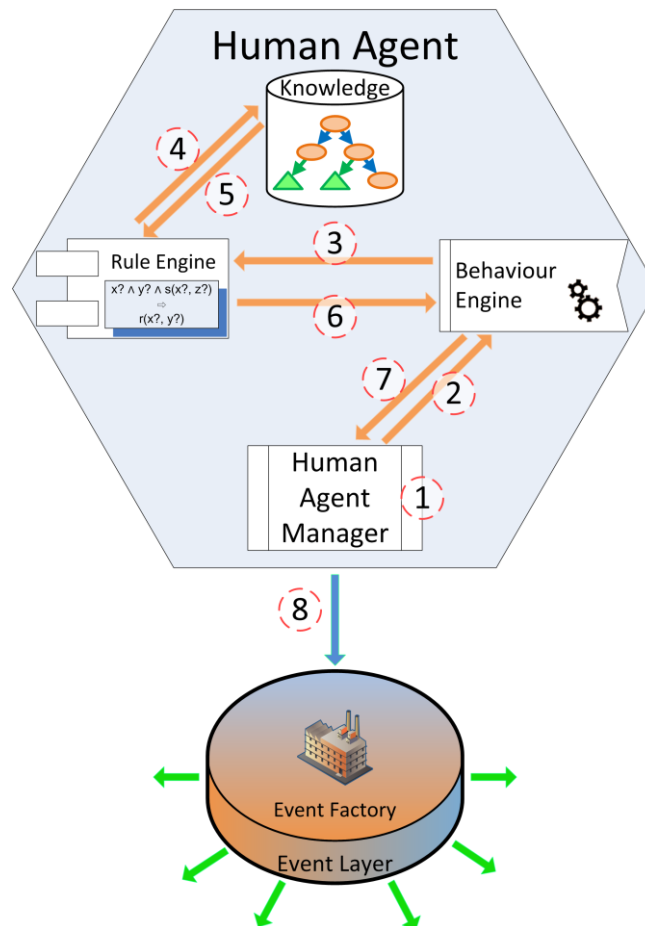 Human Agent
Knowledge
4
5
3
Rule Engine
x? ∧ y? ∧ s(x?, z?)
⇨
r(x?, y?)
Behaviour
Engine
6
7
2
Human
Agent
Manager
1
8
Event Factory
Event Layer